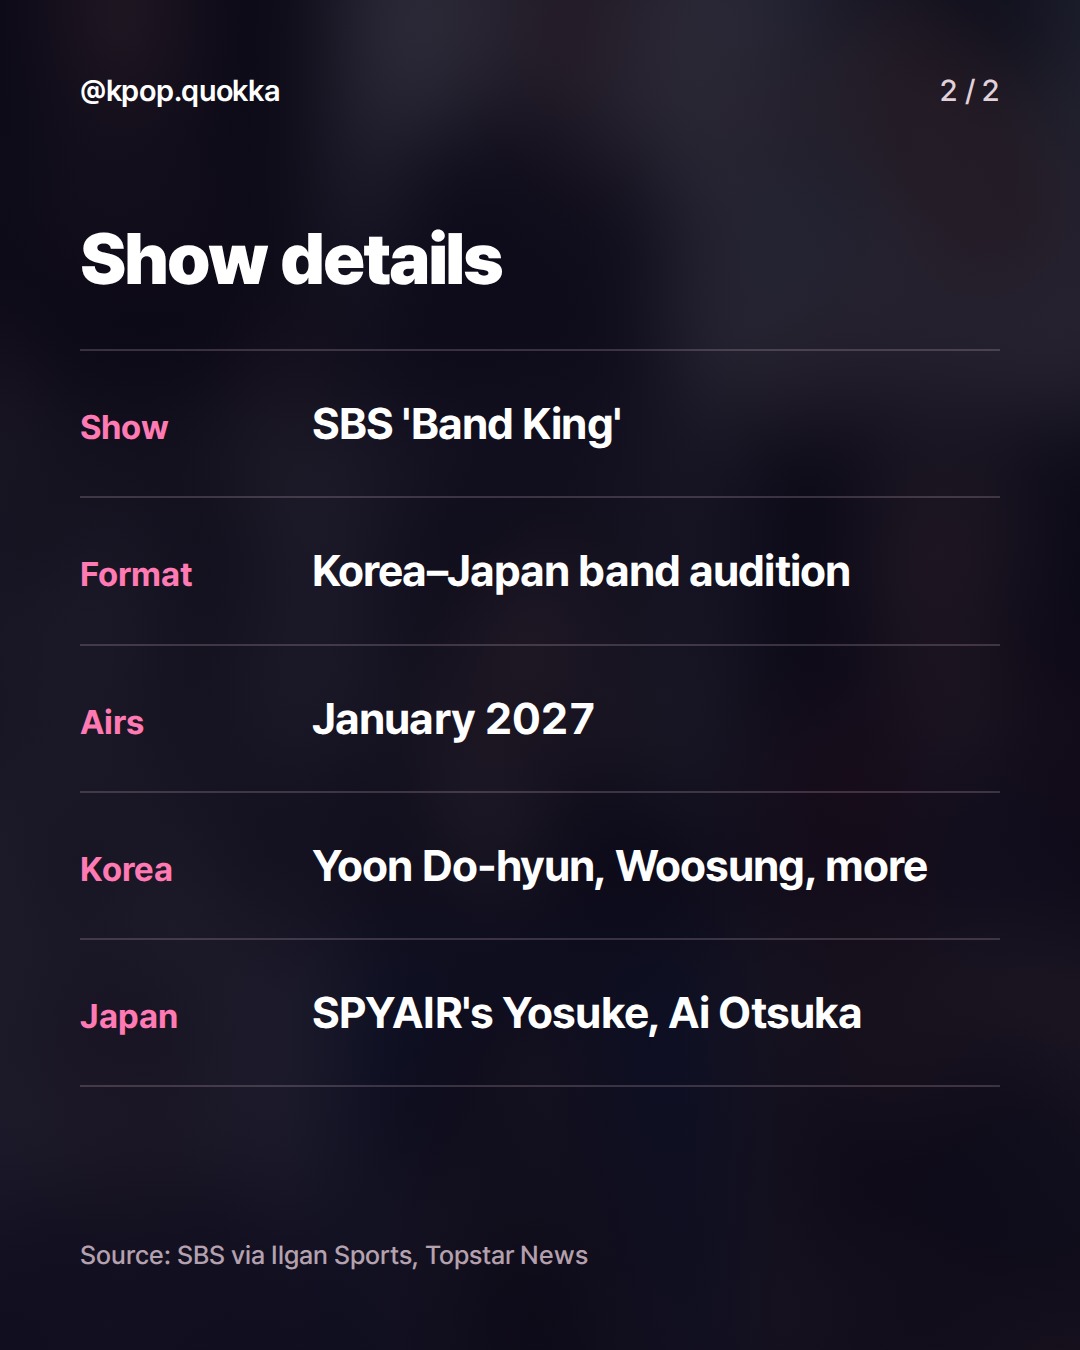 @kpop.quokka
2 / 2
Show details
Show
SBS 'Band King'
Format
Korea–Japan band audition
Airs
January 2027
Korea
Yoon Do-hyun, Woosung, more
Japan
SPYAIR's Yosuke, Ai Otsuka
Source: SBS via Ilgan Sports, Topstar News